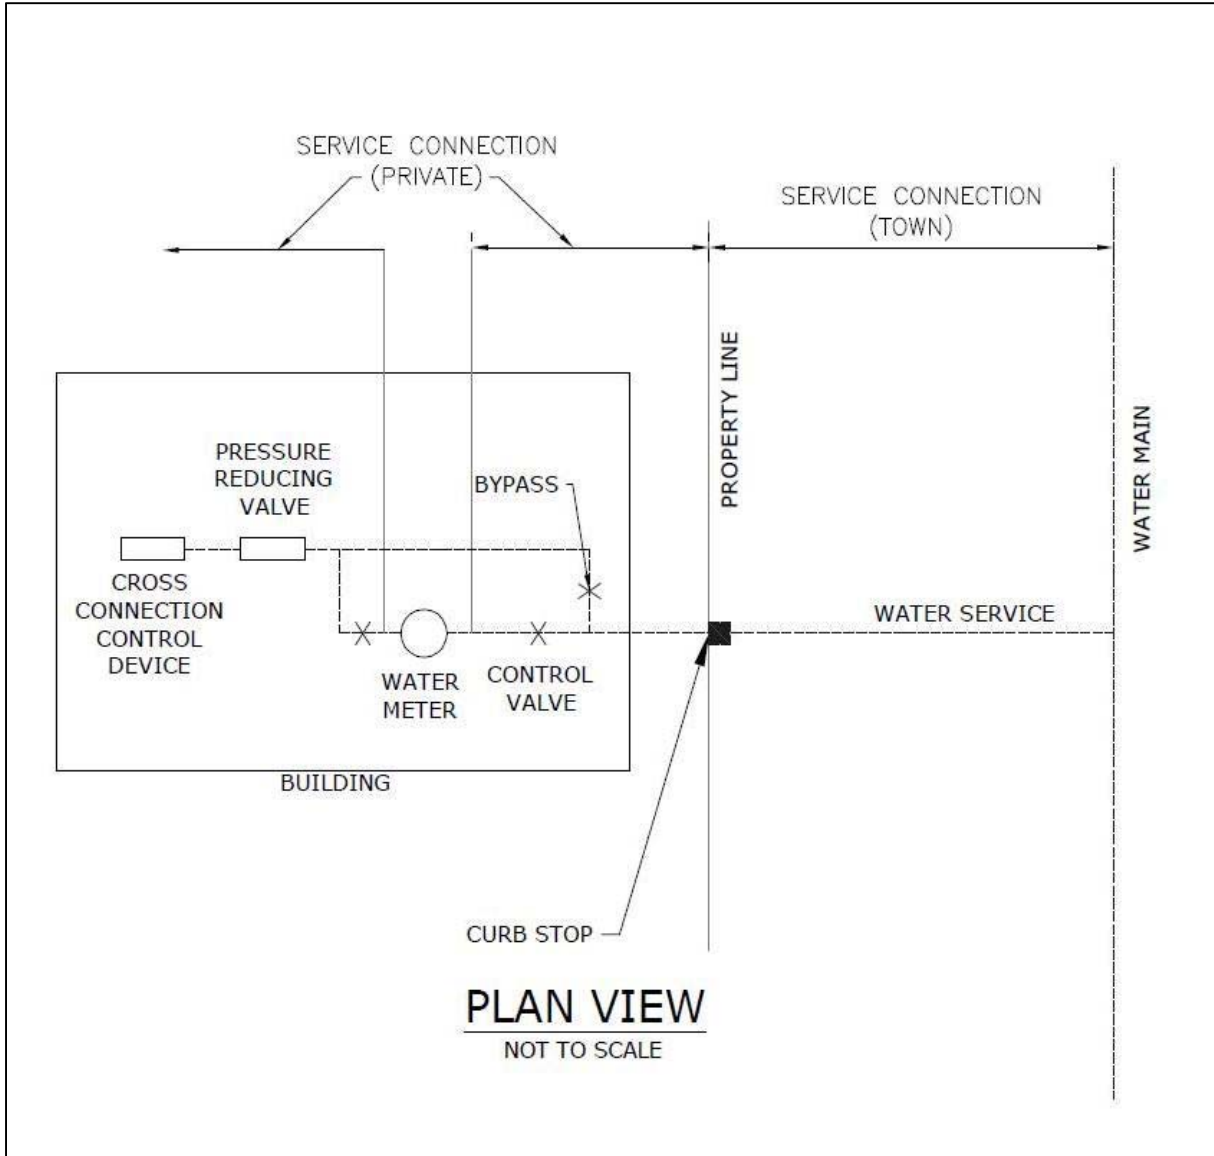 SERVICE CONNECTION
(PRIVATE)
SERVICE CONNECTION
(TOWN)
PROPERTY LINE
WATER MAIN
PRESSURE
REDUCING
VALVE
BYPASS
CROSS
CONNECTION
CONTROL
DEVICE
WATER SERVICE
WATER
METER
CONTROL
VALVE
BUILDING
CURB STOP
PLAN VIEW
NOT TO SCALE